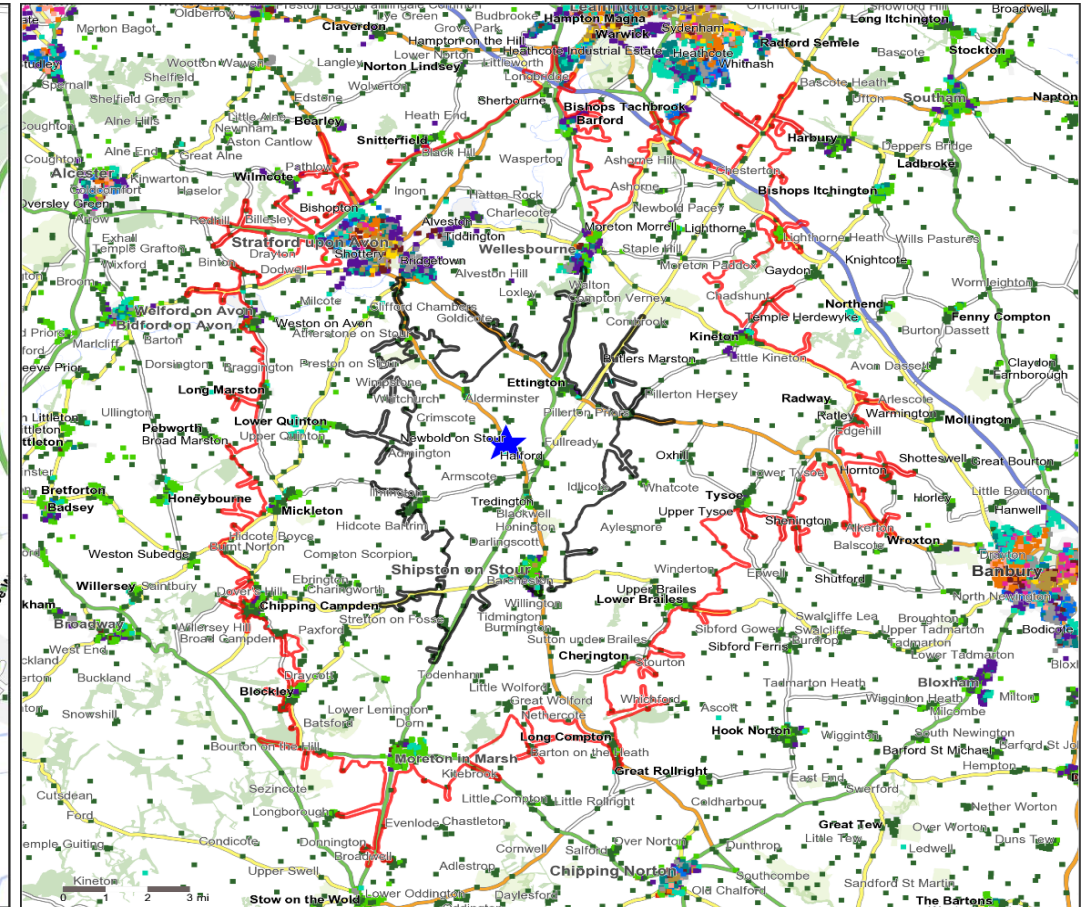 Morton Bagot
Oldberrow
Claverdon
Lye Green
Budbrooke
Hampton Magna
Leamington Spa
Warwick
Sydenham
Grove Park
Hampton on the Hill
Lower Norton
Norton Lindsey
Littleworth
Heathcote Industrial Estate
Heathcote
Whitnash
Radford Semele
Long Itchington
Broadwell
Stockton
Bascote
Bascote Heath
Ufton
Southam
Napton
Wootton Wawen
Langley
Wolverton
Longbridge
Sherbourne
Spernall
Sheffield
Shelfield Green
Edstone
Bearley
Snitterfield
Heath End
Black Hill
Bishops Tachbrook
Barford
Harbury
Deppers Bridge
Ladbroke
Coughton
Alne Hills
Little Alne
Newnham
Aston Cantlow
Alne End
Great Alne
Pathlow
Wilmcote
Wasperton
Ashorne Hill
Ashorne
Chesterton
Bishops Itchington
Alcester
Kinwarton
Haselor
Oversley Green
Arrow
Ingon
Hatton Rock
Charlecote
Newbold Pacey
Bishopton
Redhill
Billesley
Alveston
Tiddington
Moreton Morrell
Lighthorne
Lighthorne Heath
Wills Pastures
Exhall
Temple Grafton
Wixford
Stratford upon Avon
Drayton
Shottery
Bridgetown
Wellesbourne
Staple Hill
Binton
Dodwell
Alveston Hill
Walton
Moreton Paddox
Gaydon
Knightcote
Broom
Loxley
Compton Verney
Chadshunt
Wormleighton
Milcote
Clifford Chambers
Goldicote
Welford on Avon
Bidford on Avon
Weston on Avon
Atherstone on Stour
Combrook
Temple Herdewyke
Northend
Fenny Compton
Burton Dassett
Marlcliff
Barton
Kineton
Little Kineton
Dorsington
Braggington
Preston on Stour
Butlers Marston
Avon Dassett
Claydon
Farnborough
Wimpstone
Whitchurch
Ettington
Pillerton Hersey
Long Marston
Alderminster
Radway
Arlescote
Warmington
Ullington
Crimscote
Pillerton Priors
Ratley
Edgehill
Mollington
Pebworth
Broad Marston
Lower Quinton
Upper Quinton
Newbold on Stour
Admington
Halford
Fullready
Oxhill
Shotteswell
Great Bourton
Lower Tysoe
Hornton
Armscote
Idlicote
Whatcote
Bretforton
Badsey
Honeybourne
Ilmington
Tredington
Blackwell
Honington
Tysoe
Upper Tysoe
Horley
Little Bourton
Hanwell
Mickleton
Hidcote Bartrim
Aylesmore
Shenington
Alkerton
Balscote
Wroxton
Hidcote Boyce
Burnt Norton
Darlingscott
Drayton
Banbury
Weston Subedge
Compton Scorpion
Shipston on Stour
Winderton
Epwell
Shutford
Willersey
Saintbury
Ebrington
Charingworth
Barcheston
Upper Brailes
Lower Brailes
North Newington
Dover's Hill
Chipping Campden
Stretton on Fosse
Willington
Tidmington
Burmington
Sutton under Brailes
Swalcliffe Lea
Swalcliffe
Broughton
Upper Tadmarton
Tadmarton
Lower Tadmarton
Bodicote
Broadway
Willersey Hill
Broad Campden
Paxford
Sibford Gower
Sibford Ferris
Burdrop
West End
Buckland
Cherington
Stourton
Draycott
Todenham
Tadmarton Heath
Bloxham
Wigginton Heath
Milton
Milcombe
Snowshill
Blockley
Little Wolford
Great Wolford
Whichford
Ascott
Lower Lemington
Batsford
Dorn
Nethercote
Hook Norton
Wigginton
South Newington
Barford St Michael
Hempton
Bourton on the Hill
Moreton in Marsh
Long Compton
Barton on the Heath
Kitebrook
Great Rollright
East End
Swerford
Sezincote
Cutsdean
Ford
Longborough
Little Compton
Little Rollright
Coldharbour
Nether Worton
Evenlode
Chastleton
Great Tew
Little Tew
Over Worton
Ledwell
Duns Tew
Condicote
Donnington
Broadwell
Cornwell
Salford
Over Norton
Dunthrop
Upper Swell
Adlestrop
Chipping Norton
Southcombe
Old Chalford
Sandford St Martin
Kineton
Stow on the Wold
Lower Oddington
Daylesford
The Bartons
0 1 2 3 mi